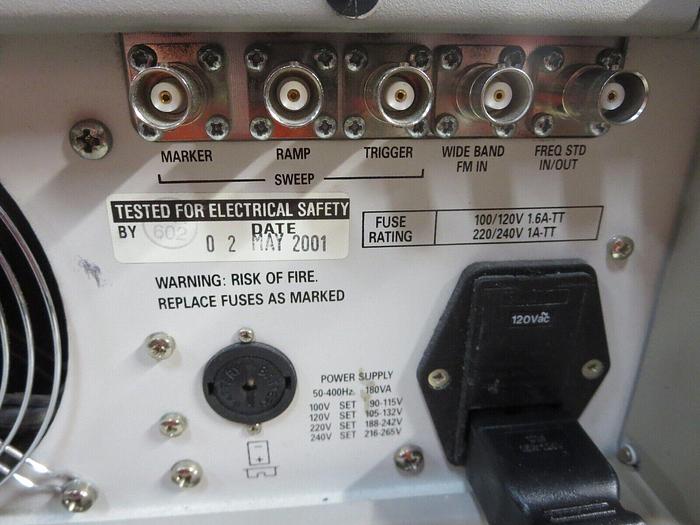 MARKER RAMP TRIGGER WIDE BAND FM IN FREQ STD IN/OUT
SWEEP
TESTED FOR ELECTRICAL SAFETY
BY 602 DATE
02 MAY 2001
FUSE RATING
100/120V 1.6A-TT
220/240V 1A-TT
WARNING: RISK OF FIRE.
REPLACE FUSES AS MARKED
120Vac
POWER SUPPLY
50-400Hz. 180VA
100V SET 90-115V
120V SET 105-132V
220V SET 188-242V
240V SET 216-265V